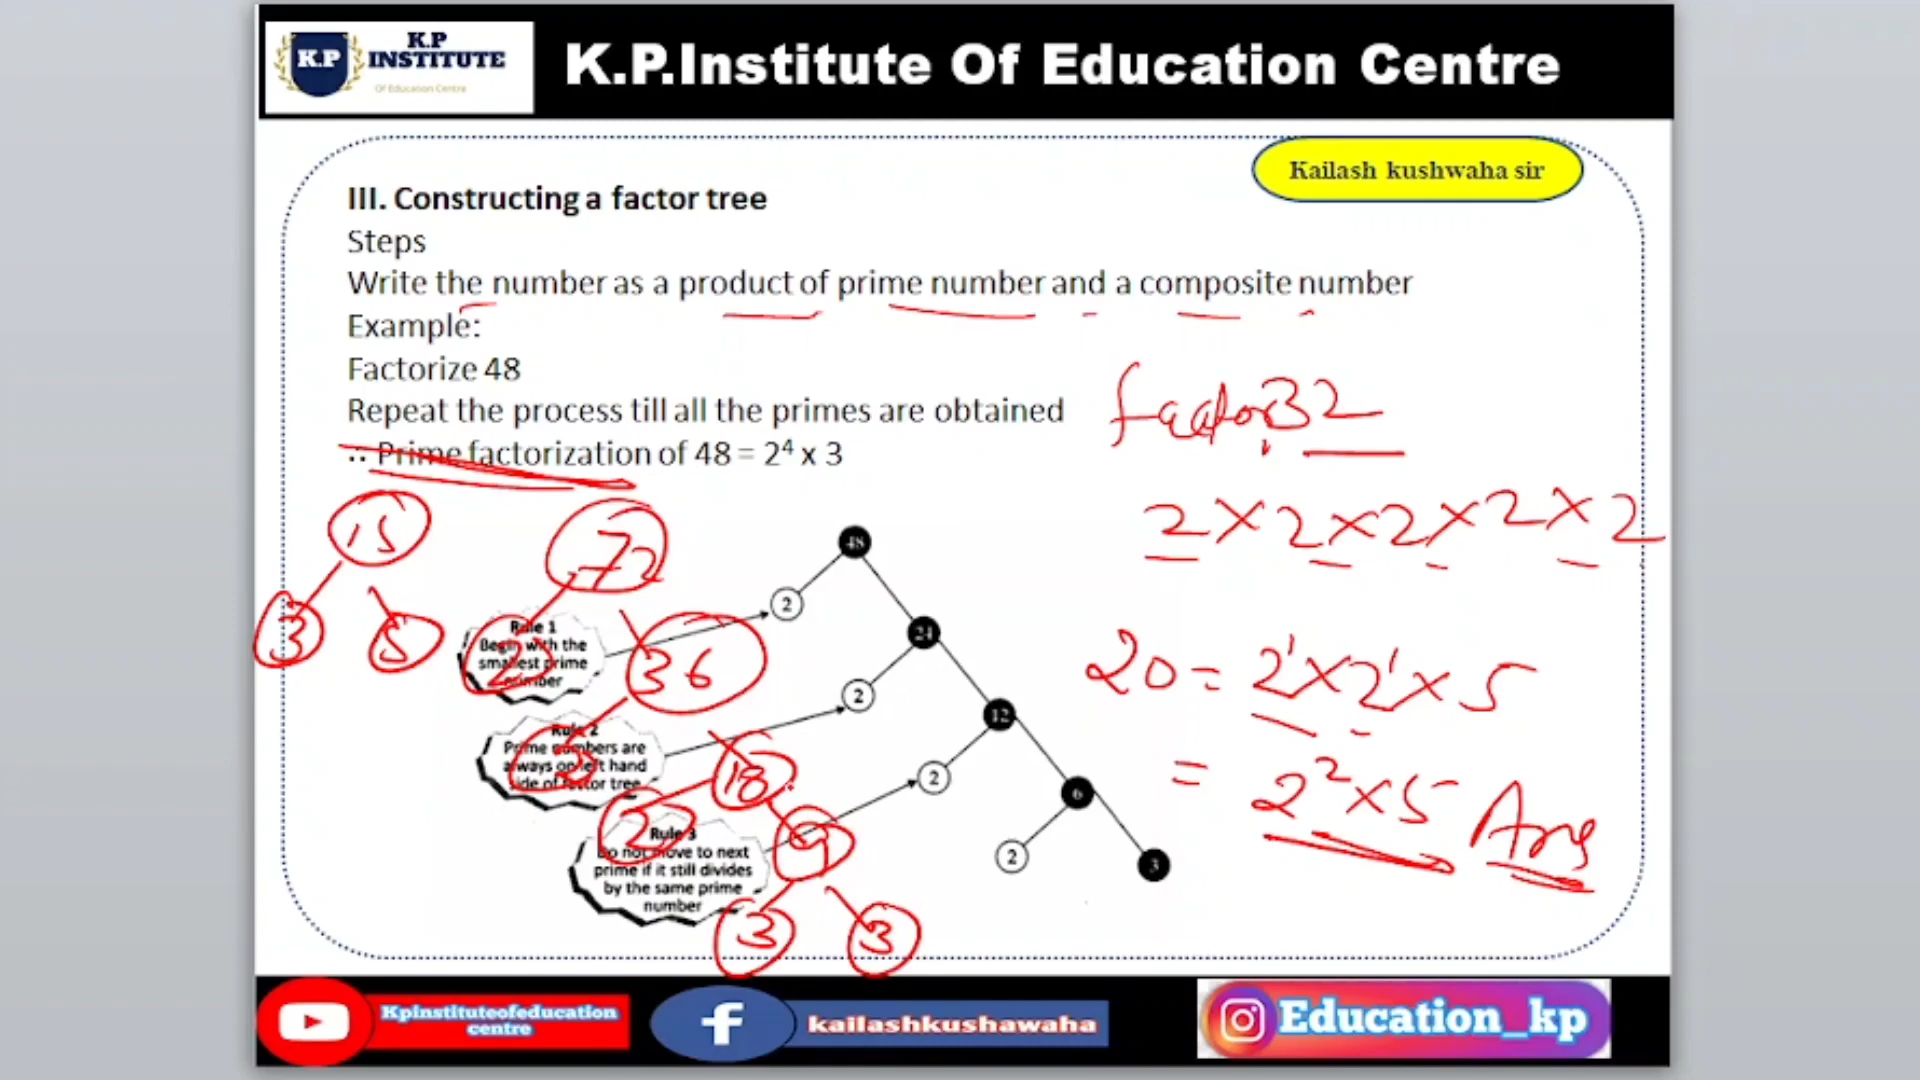 K.P
K.P
INSTITUTE
Of Education Centre
K.P.Institute Of Education Centre
Kailash kushwaha sir
III. Constructing a factor tree
Steps
Write the number as a product of prime number and a composite number
Example:
Factorize 48
Repeat the process till all the primes are obtained
∴ Prime factorization of 48 = 2⁴ x 3
factor 32
2 × 2 × 2 × 2 × 2
20 = 2¹ × 2¹ × 5
= 2² × 5 Ans
15
3
5
72
2
36
2
18
2
9
3
3
Rule 1
Begin with the
smallest prime
number
Rule 2
Prime numbers are
always on left hand
side of factor tree
Rule 3
Do not move to next
prime if it still divides
by the same prime
number
48
2
24
2
12
2
6
2
3
Kpinstituteofeducation
centre
f
kailashkushawaha
Education_kp